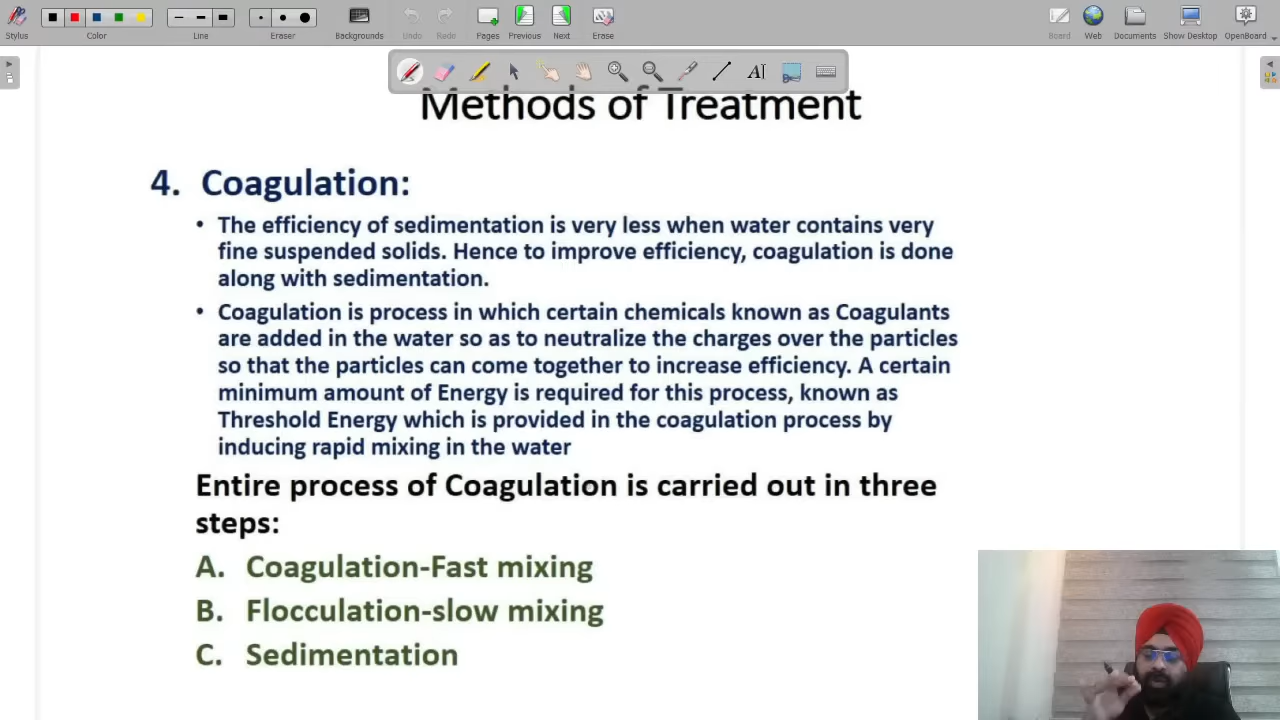 Stylus
Color
Line
Eraser
Backgrounds
Undo
Redo
Pages
Previous
Next
Erase
Board
Web
Documents
Show Desktop
OpenBoard
Methods of Treatment
4. Coagulation:
• The efficiency of sedimentation is very less when water contains very
fine suspended solids. Hence to improve efficiency, coagulation is done
along with sedimentation.
• Coagulation is process in which certain chemicals known as Coagulants
are added in the water so as to neutralize the charges over the particles
so that the particles can come together to increase efficiency. A certain
minimum amount of Energy is required for this process, known as
Threshold Energy which is provided in the coagulation process by
inducing rapid mixing in the water
Entire process of Coagulation is carried out in three
steps:
A. Coagulation-Fast mixing
B. Flocculation-slow mixing
C. Sedimentation